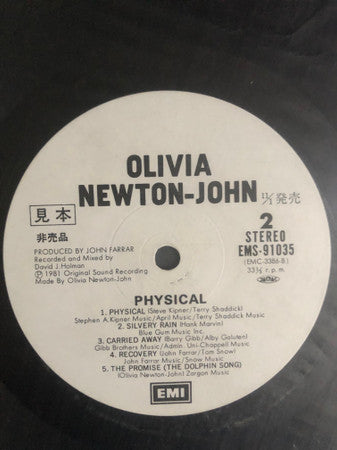 OLIVIA
NEWTON-JOHN
11/1発売
見本
非売品
PRODUCED BY JOHN FARRAR
Recorded and Mixed by
David J. Holman
Ⓟ 1981 Original Sound Recording
Made By Olivia Newton-John
2
STEREO
EMS-91035
(EMC-3386-B)
33⅓ r.p.m.
PHYSICAL
1. PHYSICAL (Steve Kipner/Terry Shaddick)
Stephen A. Kipner Music/April Music/Terry Shaddick Music
2. SILVERY RAIN (Hank Marvin)
Blue Gum Music Inc.
3. CARRIED AWAY (Barry Gibb/Alby Galuten)
Gibb Brothers Music/Admin. Uni-Chappell Music
4. RECOVERY (John Farrar/Tom Snow)
John Farrar Music/Snow Music
5. THE PROMISE (THE DOLPHIN SONG)
(Olivia Newton-John) Zargon Music
EMI